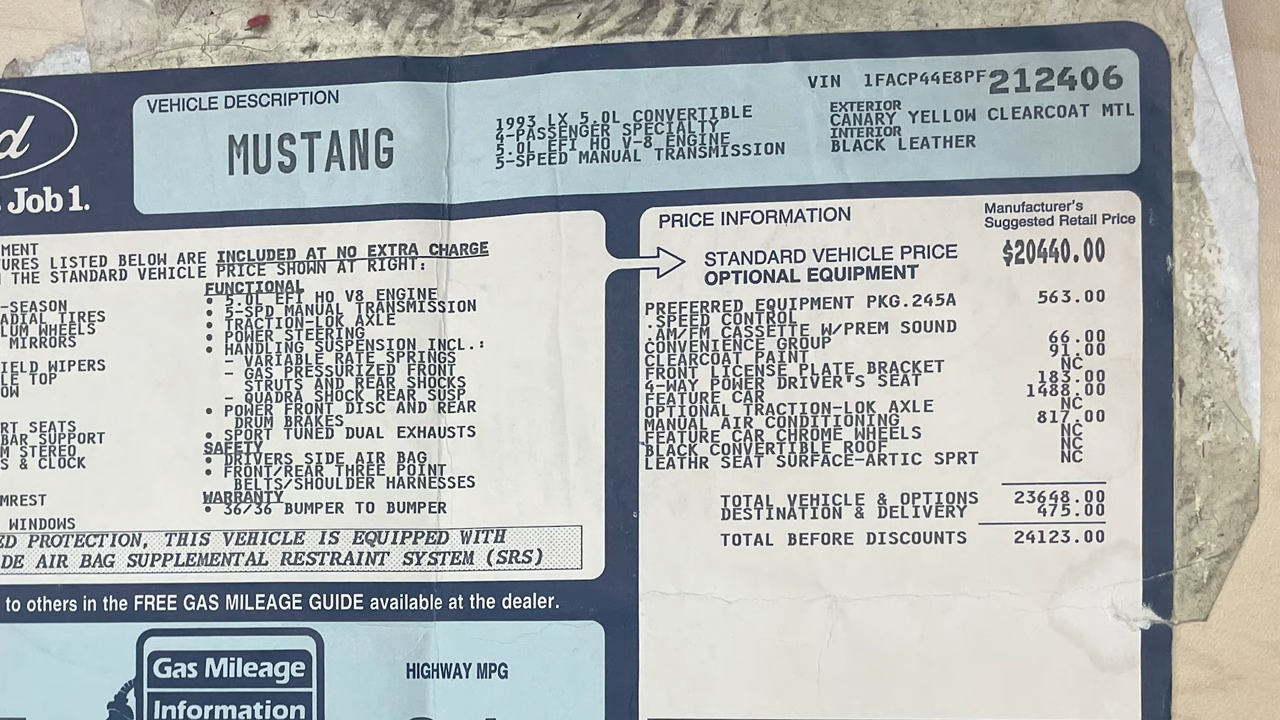 d
Job 1.
VEHICLE DESCRIPTION
MUSTANG
1993 LX 5.0L CONVERTIBLE
4-PASSENGER SPECIALTY
5.0L EFI HO V-8 ENGINE
5-SPEED MANUAL TRANSMISSION
VIN 1FACP44E8PF212406
EXTERIOR
CANARY YELLOW CLEARCOAT MTL
INTERIOR
BLACK LEATHER
MENT
URES LISTED BELOW ARE INCLUDED AT NO EXTRA CHARGE
THE STANDARD VEHICLE PRICE SHOWN AT RIGHT:
-SEASON
ADIAL TIRES
LUM WHEELS
MIRRORS
IELD WIPERS
LE TOP
OW
RT SEATS
BAR SUPPORT
M STEREO
S & CLOCK
MREST
WINDOWS
FUNCTIONAL
• 5.0L EFI HO V8 ENGINE
• 5-SPD MANUAL TRANSMISSION
• TRACTION-LOK AXLE
• POWER STEERING
• HANDLING SUSPENSION INCL.:
- VARIABLE RATE SPRINGS
- GAS PRESSURIZED FRONT
STRUTS AND REAR SHOCKS
- QUADRA SHOCK REAR SUSP
• POWER FRONT DISC AND REAR
DRUM BRAKES
• SPORT TUNED DUAL EXHAUSTS
SAFETY
• DRIVERS SIDE AIR BAG
• FRONT/REAR THREE POINT
BELTS/SHOULDER HARNESSES
WARRANTY
• 36/36 BUMPER TO BUMPER
ED PROTECTION, THIS VEHICLE IS EQUIPPED WITH
DE AIR BAG SUPPLEMENTAL RESTRAINT SYSTEM (SRS)
to others in the FREE GAS MILEAGE GUIDE available at the dealer.
Gas Mileage
Information
HIGHWAY MPG
PRICE INFORMATION
Manufacturer's
Suggested Retail Price
STANDARD VEHICLE PRICE $20440.00
OPTIONAL EQUIPMENT
PREFERRED EQUIPMENT PKG.245A 563.00
.SPEED CONTROL
.AM/FM CASSETTE W/PREM SOUND
CONVENIENCE GROUP 66.00
CLEARCOAT PAINT 91.00
FRONT LICENSE PLATE BRACKET NC
4-WAY POWER DRIVER'S SEAT 183.00
FEATURE CAR 1488.00
OPTIONAL TRACTION-LOK AXLE NC
MANUAL AIR CONDITIONING 817.00
FEATURE CAR CHROME WHEELS NC
BLACK CONVERTIBLE ROOF NC
LEATHR SEAT SURFACE-ARTIC SPRT NC
TOTAL VEHICLE & OPTIONS 23648.00
DESTINATION & DELIVERY 475.00
TOTAL BEFORE DISCOUNTS 24123.00